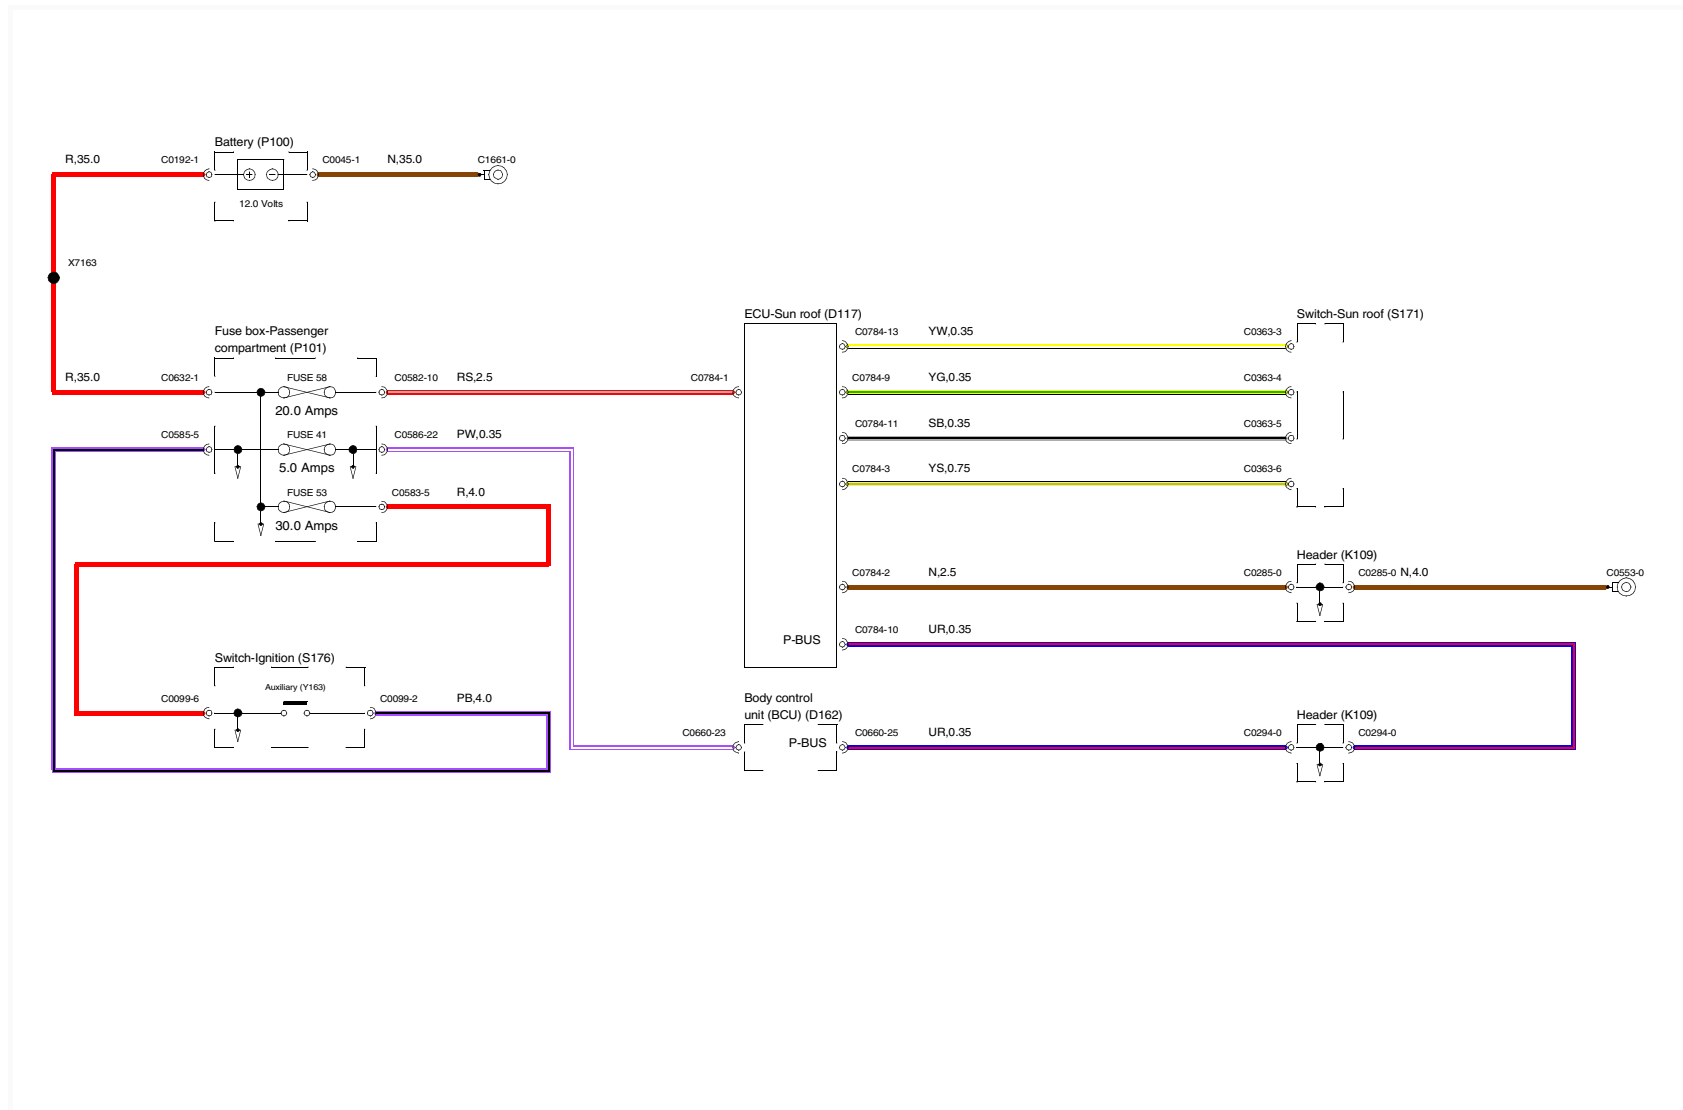 Battery (P100)
R,35.0
C0192-1
C0045-1
N,35.0
C1661-0
12.0 Volts
X7163
Fuse box-Passenger
compartment (P101)
R,35.0
C0632-1
FUSE 58
20.0 Amps
C0582-10
RS,2.5
C0784-1
C0585-5
FUSE 41
5.0 Amps
C0586-22
PW,0.35
FUSE 53
30.0 Amps
C0583-5
R,4.0
Switch-Ignition (S176)
Auxiliary (Y163)
C0099-6
C0099-2
PB,4.0
ECU-Sun roof (D117)
C0784-13
YW,0.35
C0363-3
Switch-Sun roof (S171)
C0784-9
YG,0.35
C0363-4
C0784-11
SB,0.35
C0363-5
C0784-3
YS,0.75
C0363-6
Header (K109)
C0784-2
N,2.5
C0285-0
C0285-0
N,4.0
C0553-0
P-BUS
C0784-10
UR,0.35
Body control
unit (BCU) (D162)
C0660-23
P-BUS
C0660-25
UR,0.35
Header (K109)
C0294-0
C0294-0